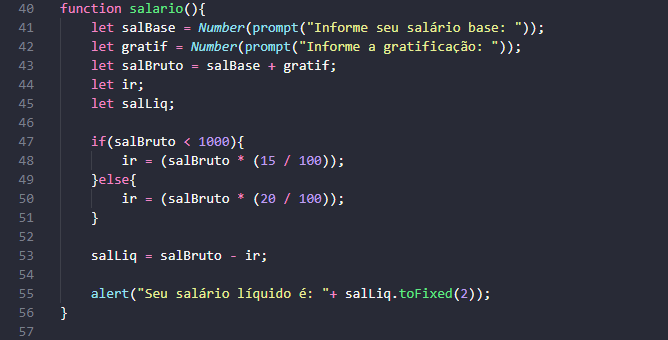 40 function salario(){
41     let salBase = Number(prompt("Informe seu salário base: "));
42     let gratif = Number(prompt("Informe a gratificação: "));
43     let salBruto = salBase + gratif;
44     let ir;
45     let salLiq;
46
47     if(salBruto < 1000){
48         ir = (salBruto * (15 / 100));
49     }else{
50         ir = (salBruto * (20 / 100));
51     }
52
53     salLiq = salBruto - ir;
54
55     alert("Seu salário líquido é: "+ salLiq.toFixed(2));
56 }
57